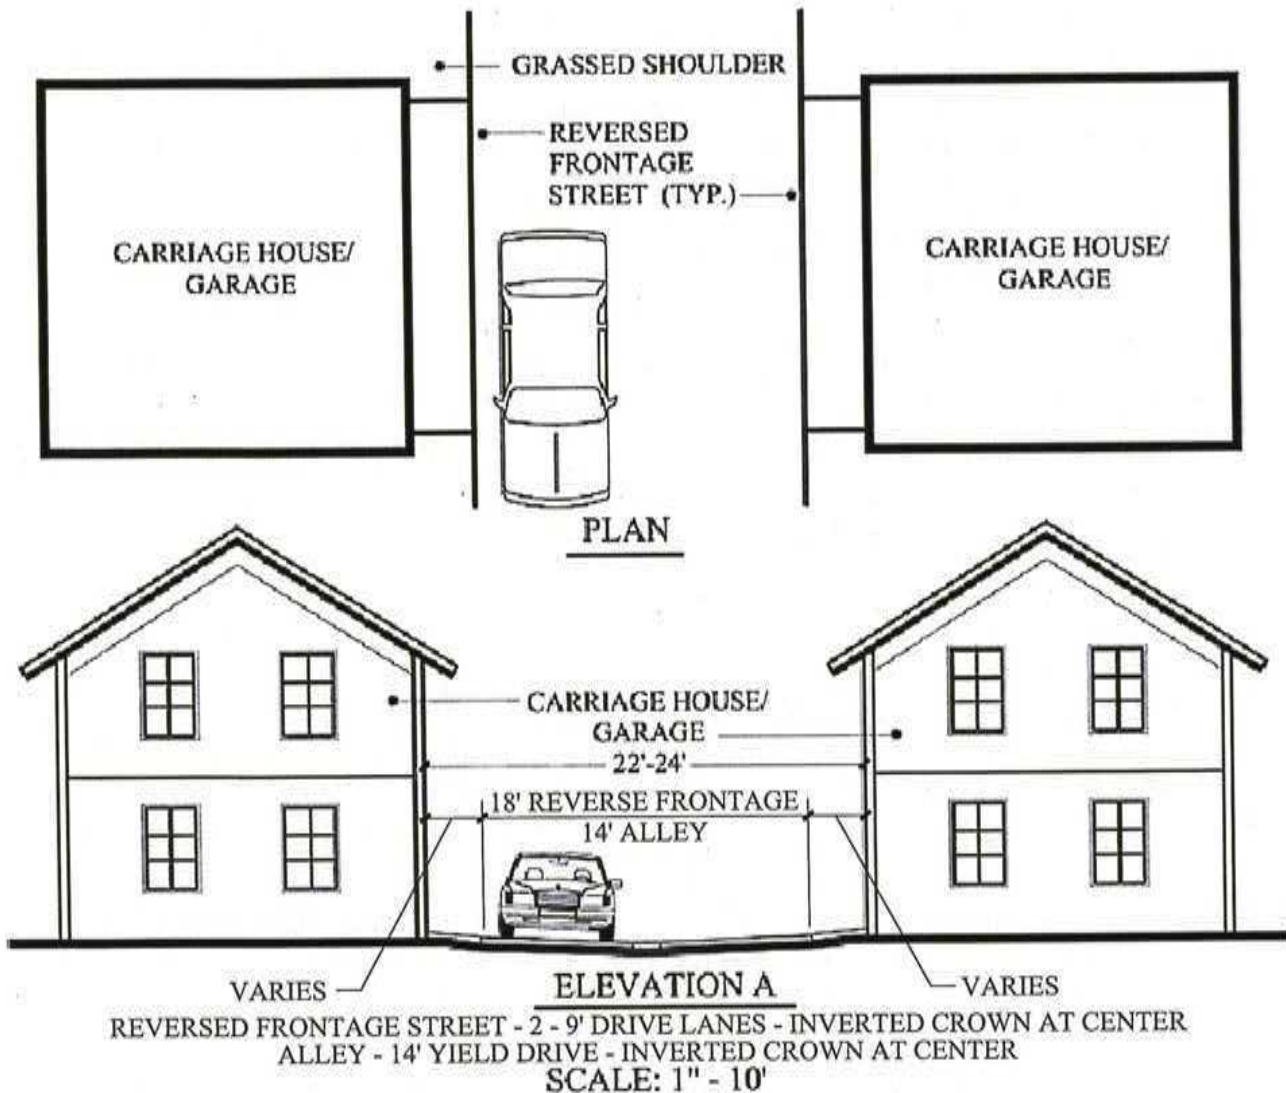 GRASSED SHOULDER
REVERSED
FRONTAGE
STREET (TYP.)
CARRIAGE HOUSE/
GARAGE
CARRIAGE HOUSE/
GARAGE
PLAN
CARRIAGE HOUSE/
GARAGE
22'-24'
18' REVERSE FRONTAGE
14' ALLEY
VARIES
ELEVATION A
VARIES
REVERSED FRONTAGE STREET - 2 - 9' DRIVE LANES - INVERTED CROWN AT CENTER
ALLEY - 14' YIELD DRIVE - INVERTED CROWN AT CENTER
SCALE: 1" - 10'